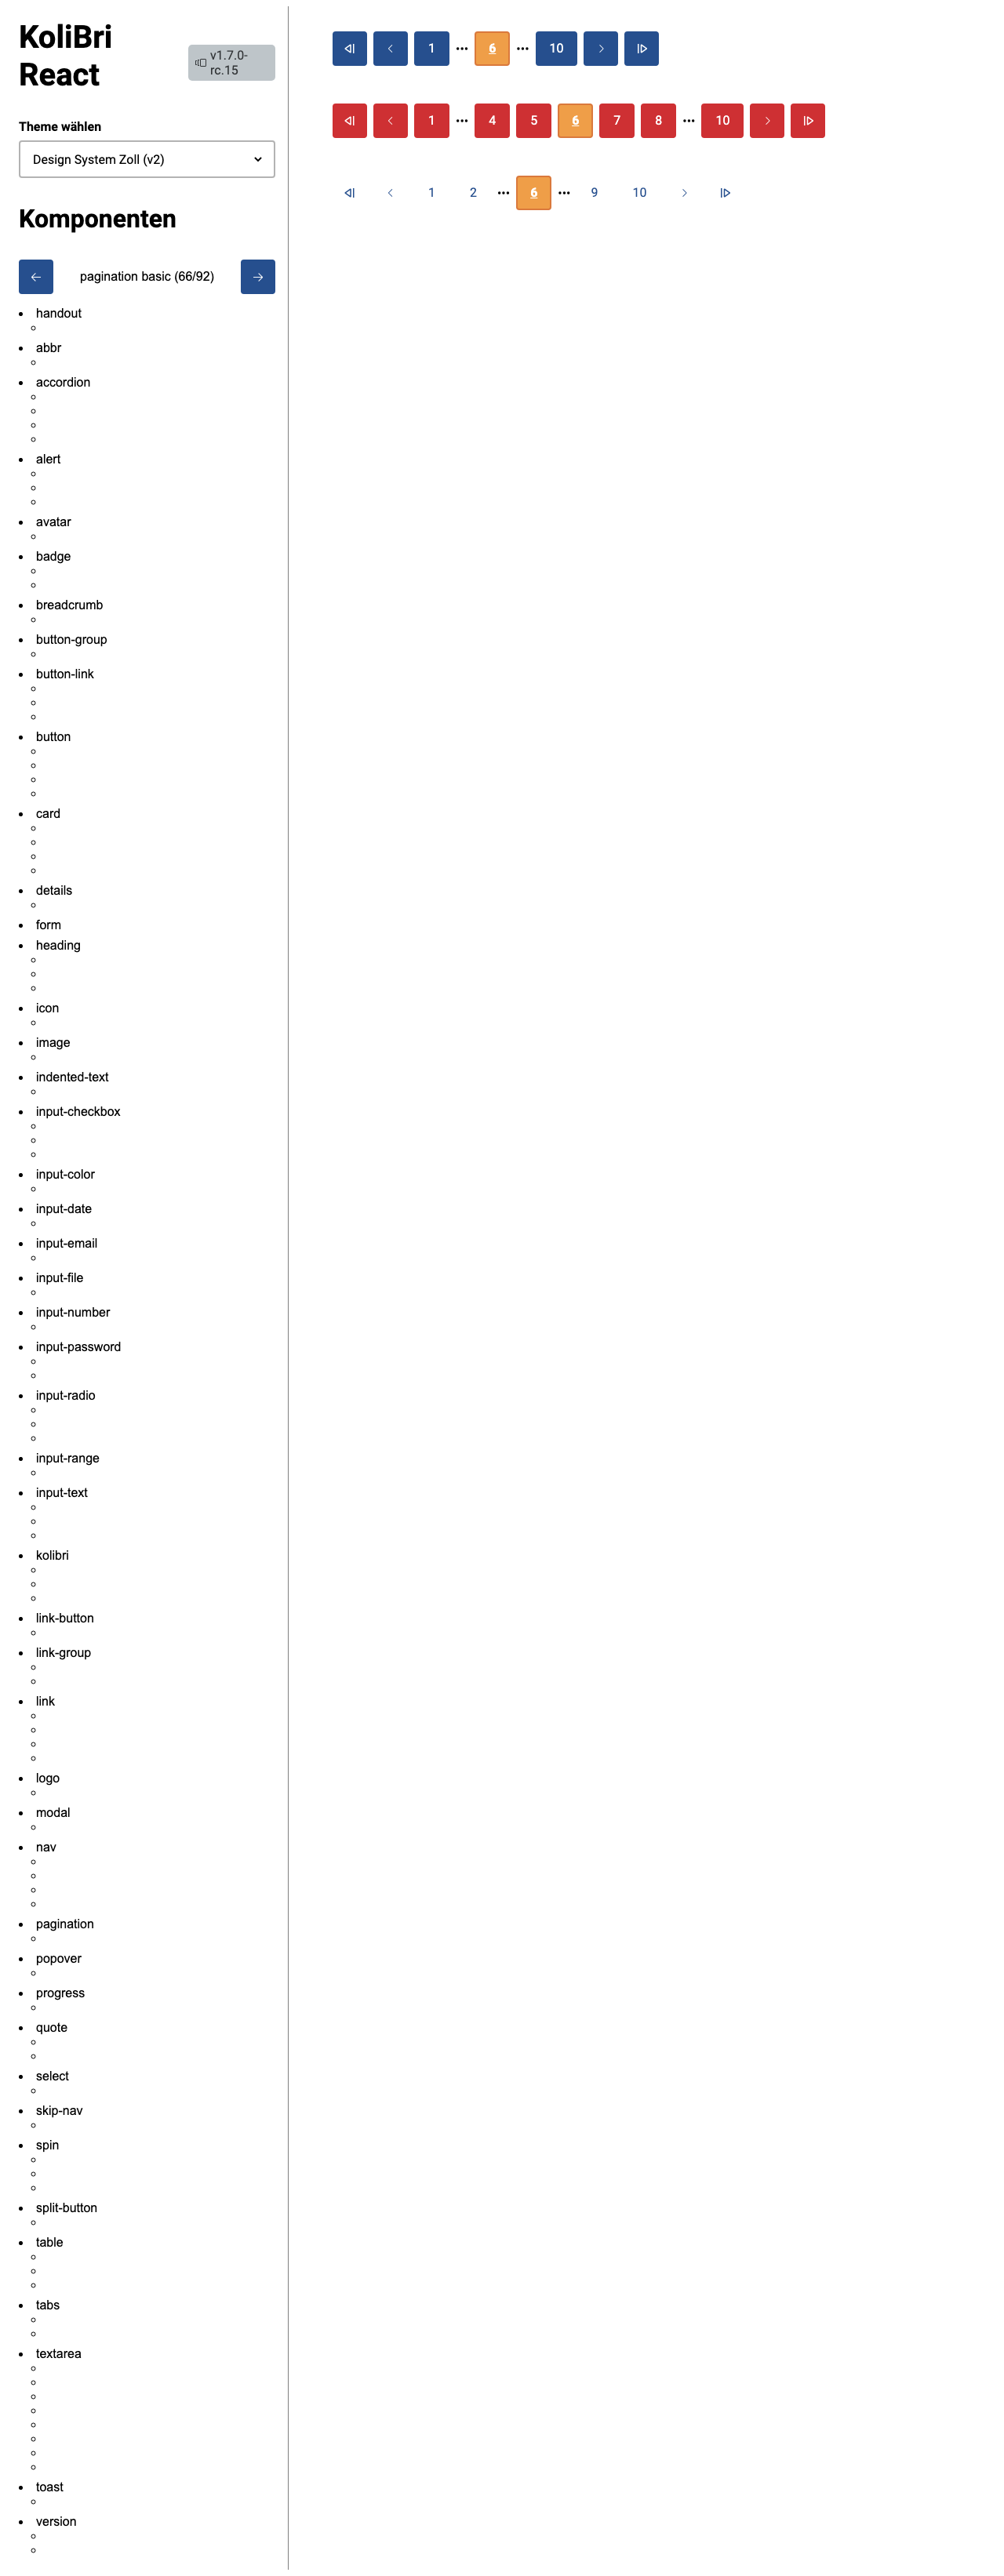 KoliBri
React
v1.7.0-
rc.15
Theme wählen
Design System Zoll (v2)
Komponenten
pagination basic (66/92)
handout
abbr
accordion
alert
avatar
badge
breadcrumb
button-group
button-link
button
card
details
form
heading
icon
image
indented-text
input-checkbox
input-color
input-date
input-email
input-file
input-number
input-password
input-radio
input-range
input-text
kolibri
link-button
link-group
link
logo
modal
nav
pagination
popover
progress
quote
select
skip-nav
spin
split-button
table
tabs
textarea
toast
version
1 ••• 6 ••• 10
1 ••• 4 5 6 7 8 ••• 10
1 2 ••• 6 ••• 9 10